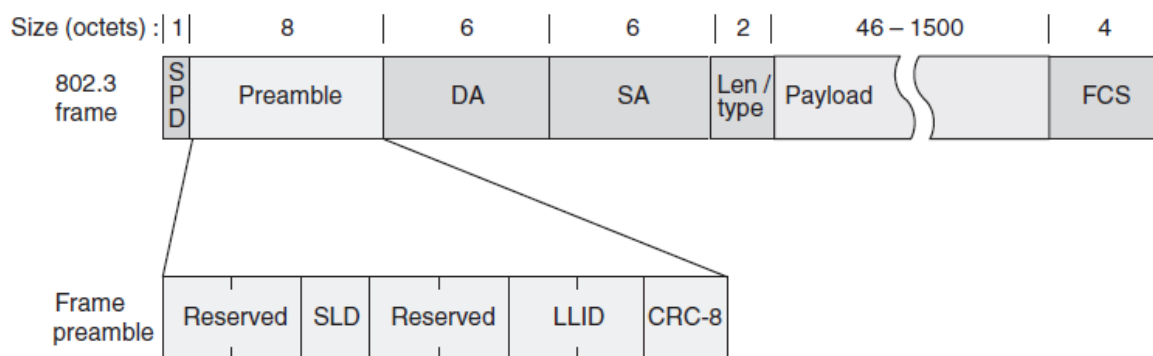 Size (octets) : 1 8 6 6 2 46 – 1500 4
802.3 frame
SPD
Preamble
DA
SA
Len / type
Payload
FCS
Frame preamble
Reserved
SLD
Reserved
LLID
CRC-8